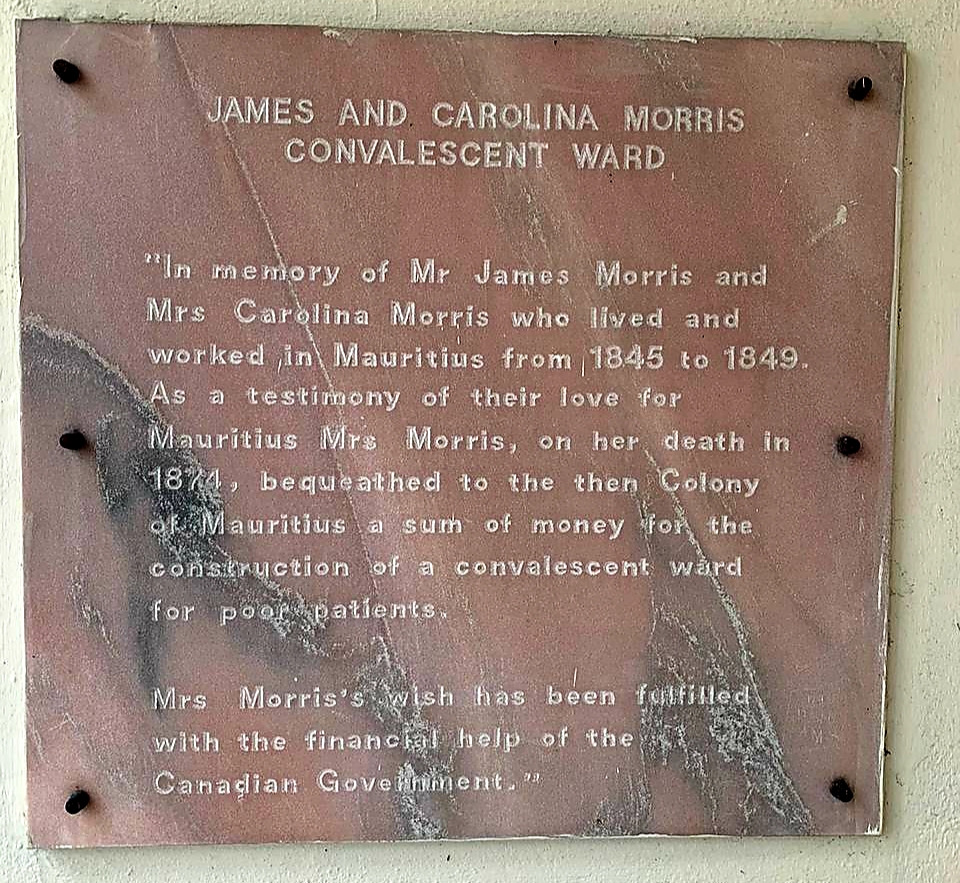 JAMES AND CAROLINA MORRIS
CONVALESCENT WARD
"In memory of Mr James Morris and
Mrs Carolina Morris who lived and
worked in Mauritius from 1845 to 1849.
As a testimony of their love for
Mauritius Mrs Morris, on her death in
1874, bequeathed to the then Colony
of Mauritius a sum of money for the
construction of a convalescent ward
for poor patients.
Mrs Morris's wish has been fulfilled
with the financial help of the
Canadian Government."